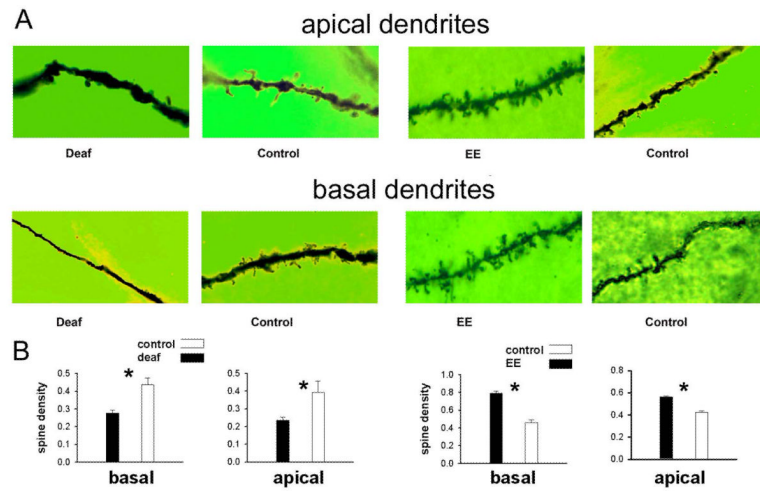 A
apical dendrites
Deaf Control EE Control
basal dendrites
Deaf Control EE Control
B
control
deaf
control
EE
spine density
0.5
0.4
0.3
0.2
0.1
0.0
*
basal
0.5
0.4
0.3
0.2
0.1
0.0
*
apical
spine density
1.0
0.8
0.6
0.4
0.2
0.0
*
basal
0.8
0.6
0.4
0.2
0.0
*
apical